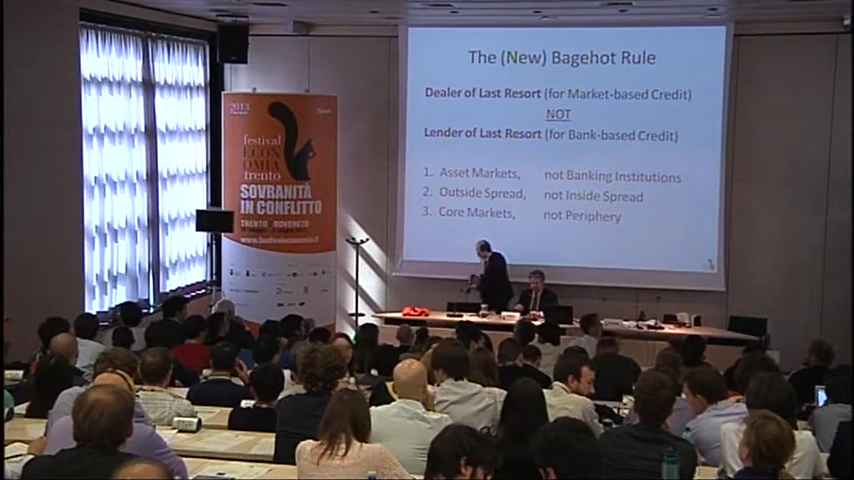 The (New) Bagehot Rule
Dealer of Last Resort (for Market-based Credit)
NOT
Lender of Last Resort (for Bank-based Credit)
1. Asset Markets, not Banking Institutions
2. Outside Spread, not Inside Spread
3. Core Markets, not Periphery
2013
festival
ECON
OMIA
trento
SOVRANITÀ
IN CONFLITTO
TRENTO ROVERETO